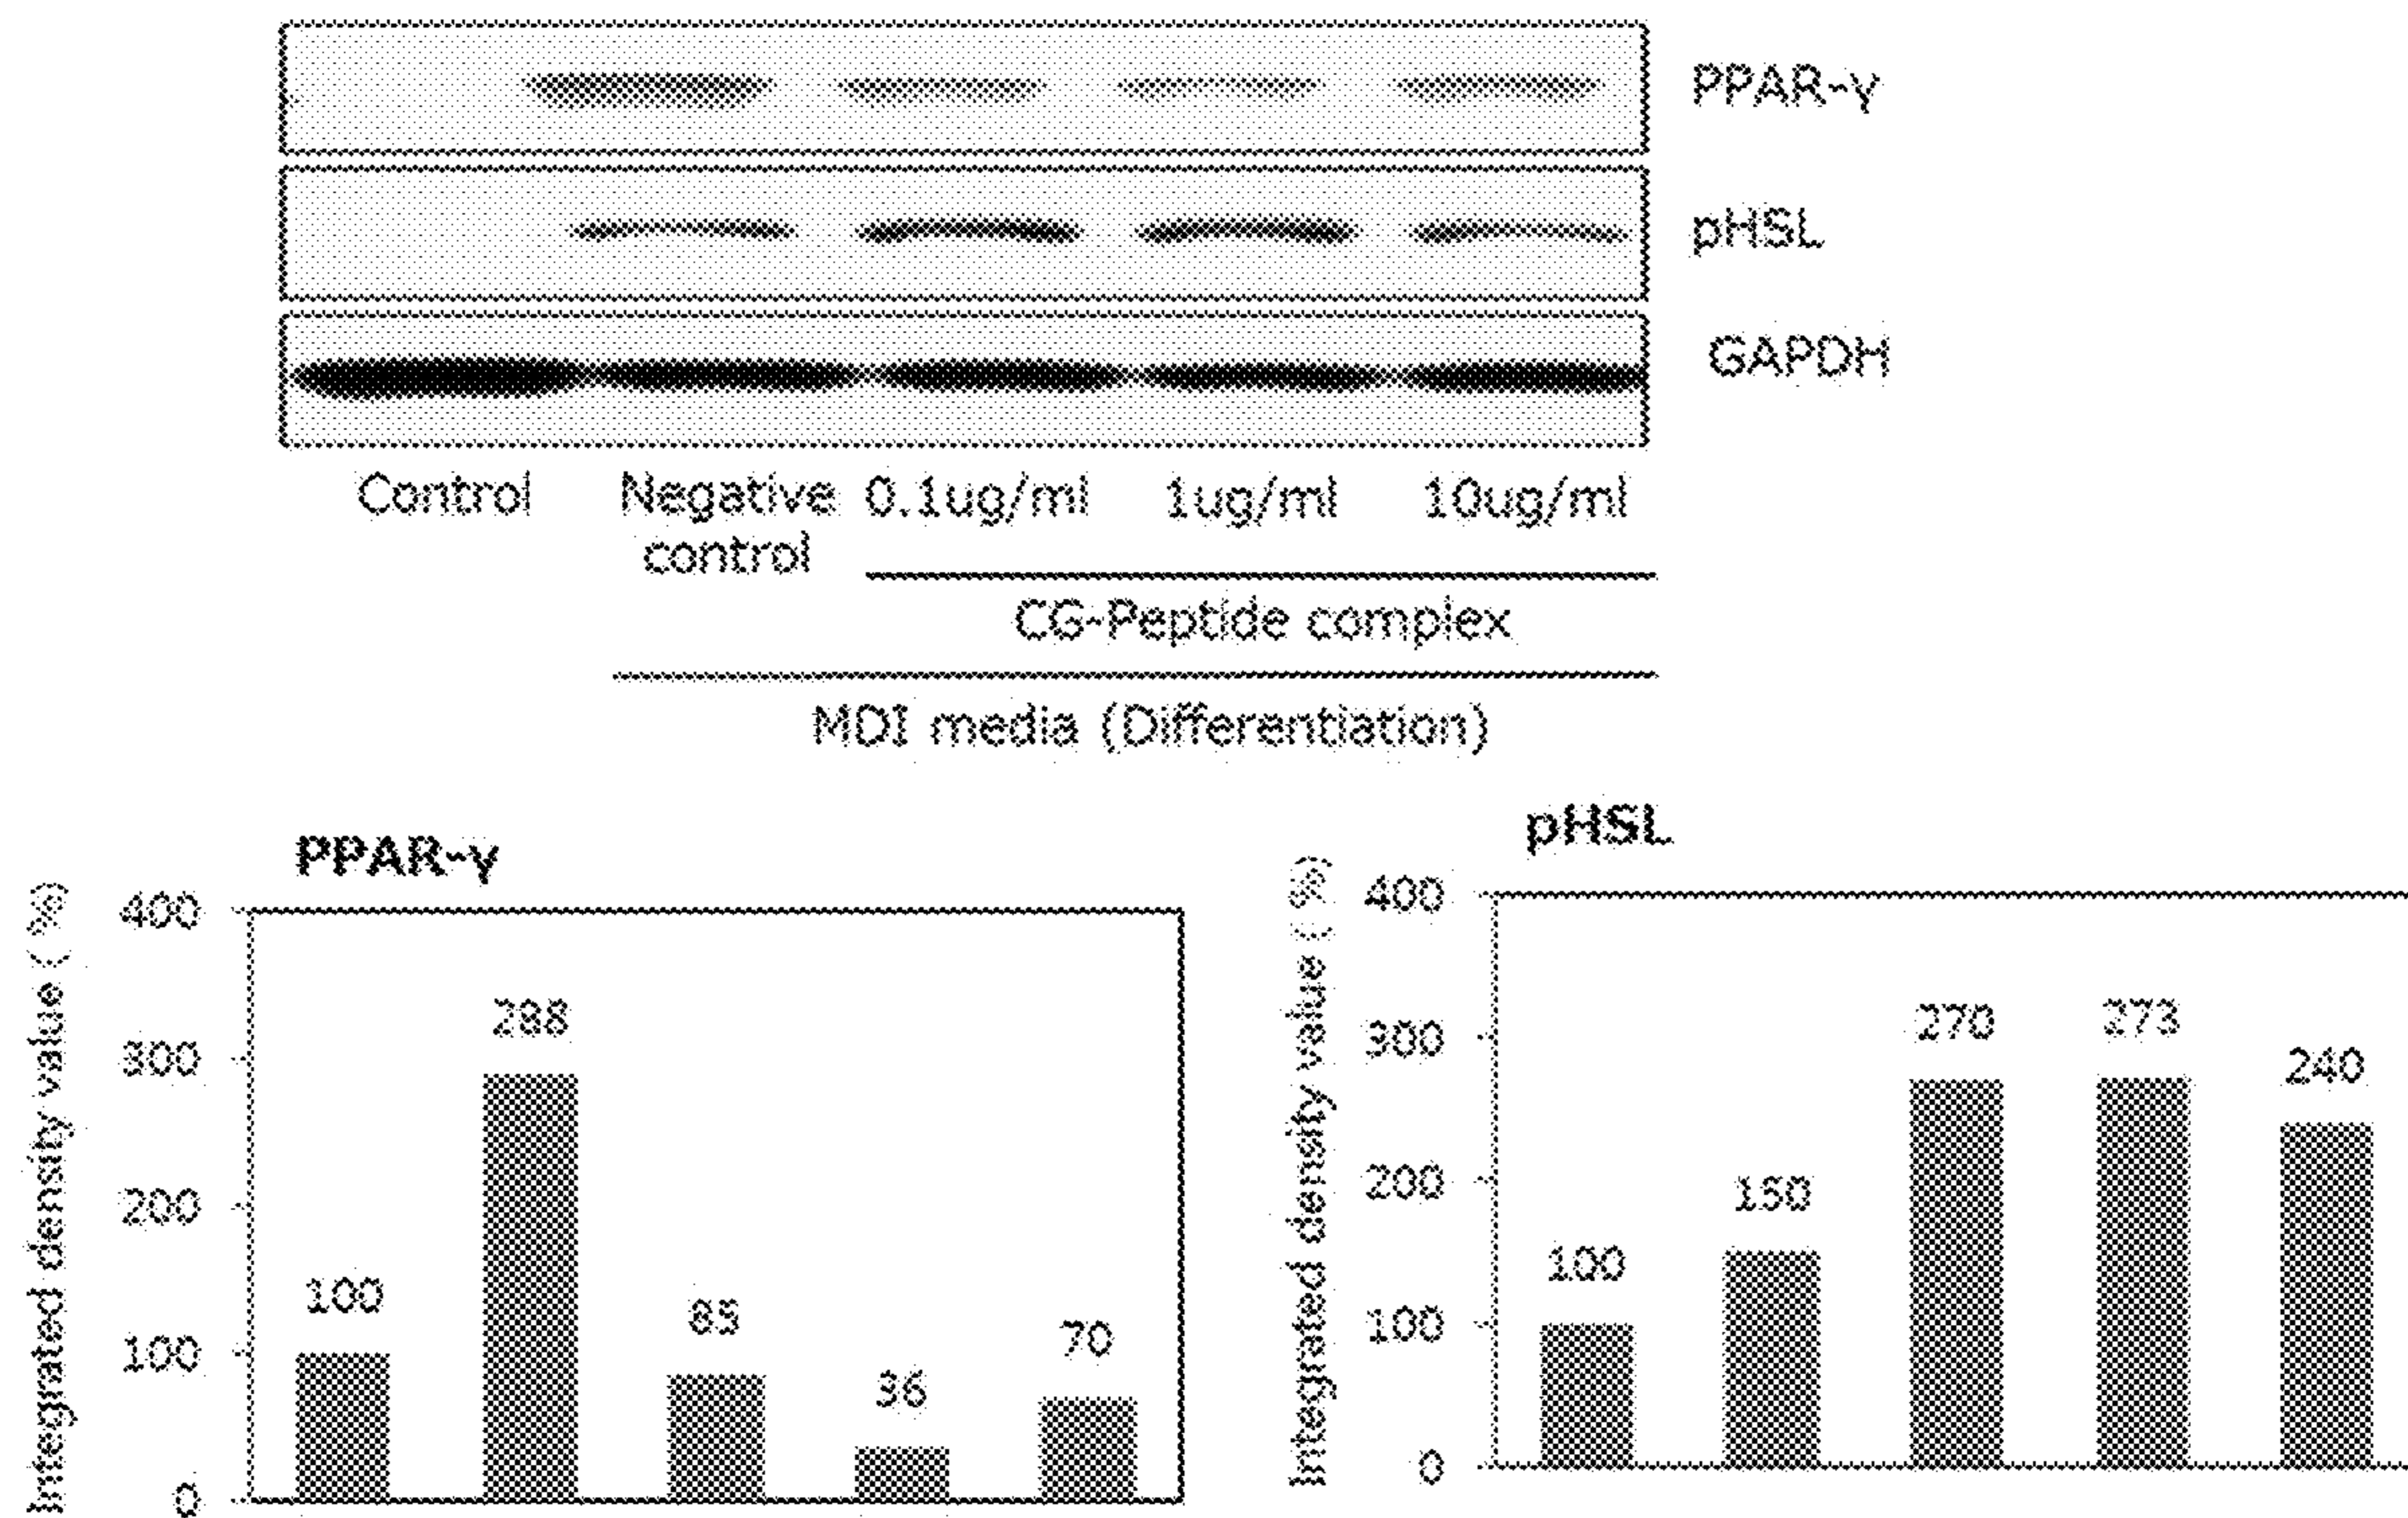 PPAR-γ
pHSL
GAPDH
Control Negative control 0.1ug/ml 1ug/ml 10ug/ml
CG-Peptide complex
MDI media (Differentiation)
PPAR-γ
Integrated density value (%)
400
300
200
100
0
100
288
85
36
70
pHSL
Integrated density value (%)
400
300
200
100
0
100
150
270
273
240